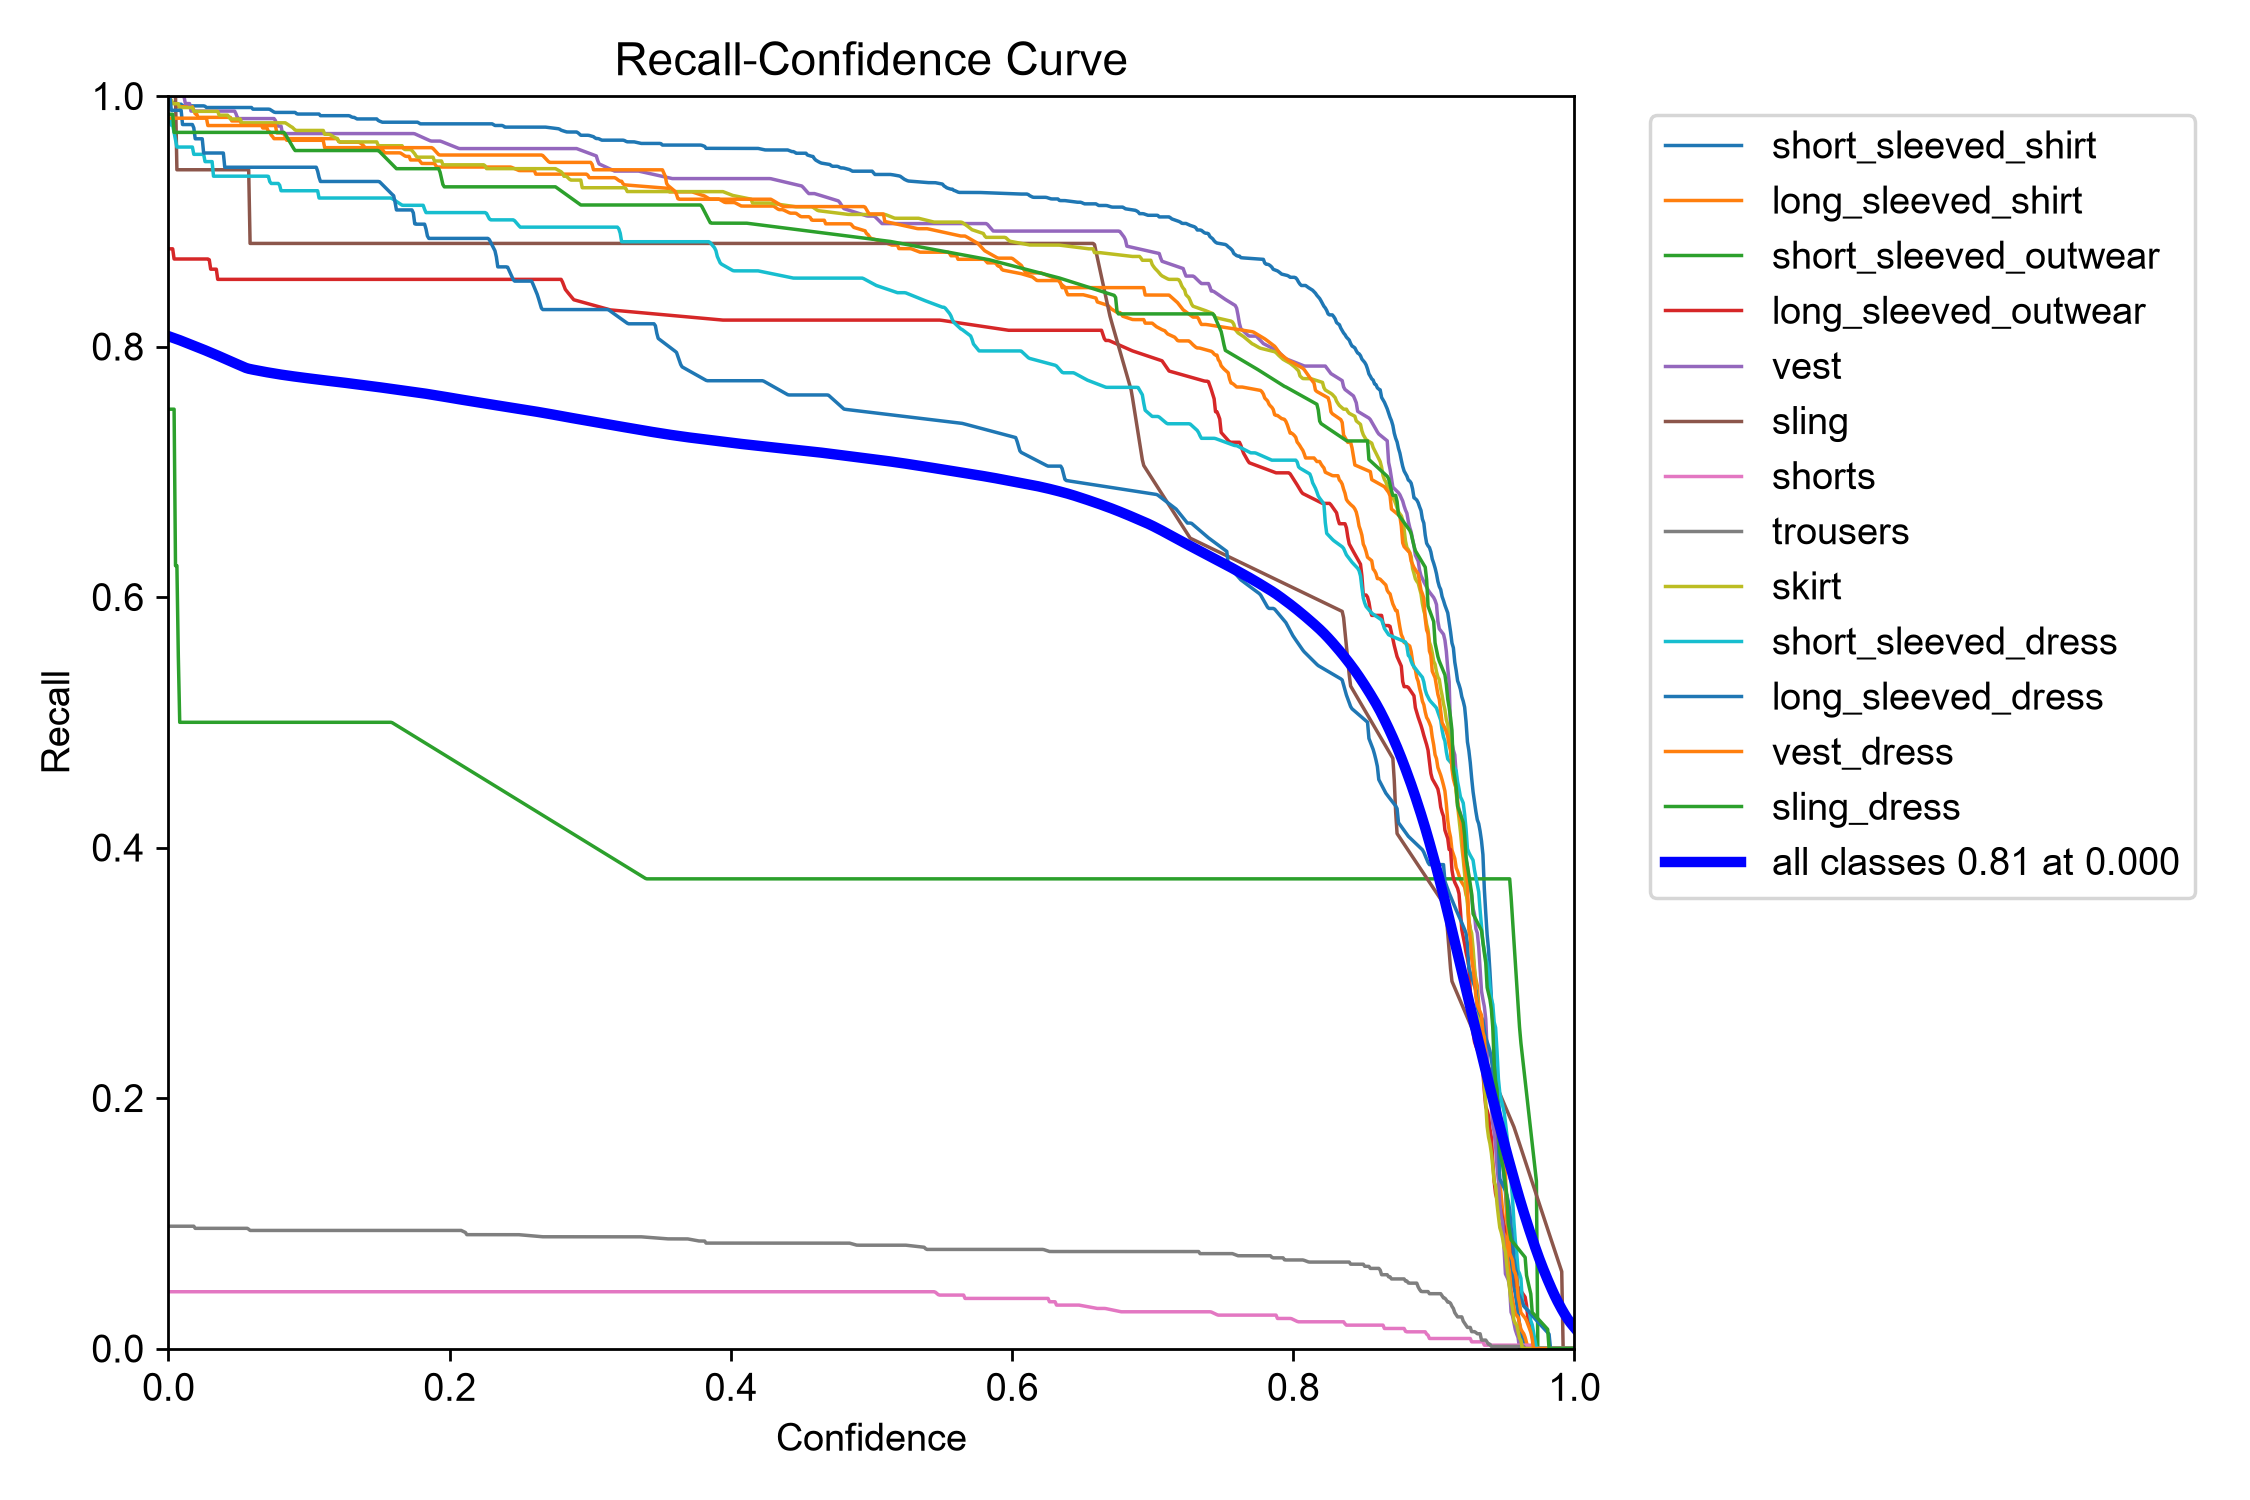 Recall-Confidence Curve
1.0
0.8
0.6
0.4
0.2
0.0
Recall
0.0 0.2 0.4 0.6 0.8 1.0
Confidence
short_sleeved_shirt
long_sleeved_shirt
short_sleeved_outwear
long_sleeved_outwear
vest
sling
shorts
trousers
skirt
short_sleeved_dress
long_sleeved_dress
vest_dress
sling_dress
all classes 0.81 at 0.000